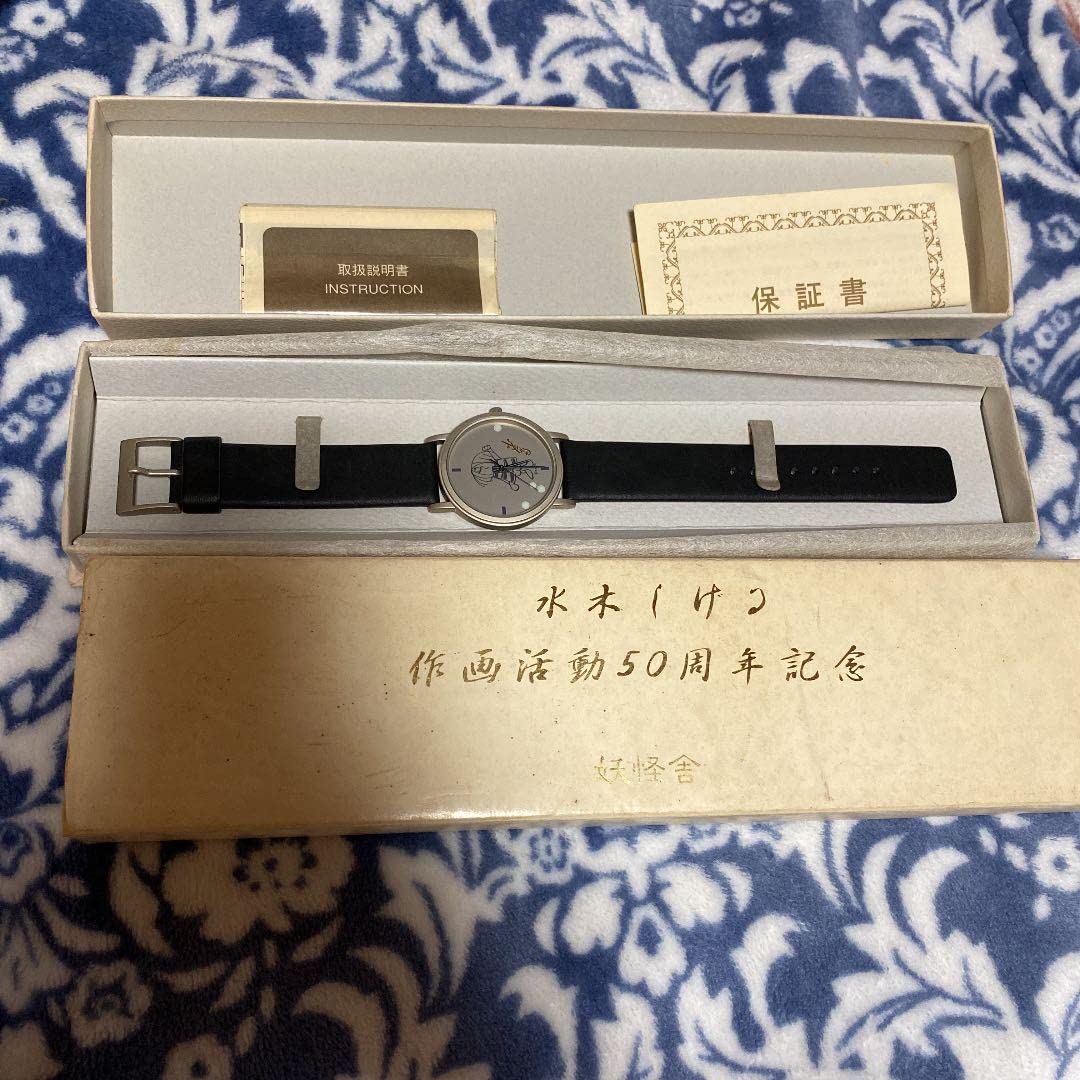 取扱説明書
INSTRUCTION
保証書
水木しげる
作画活動50周年記念
妖怪舎